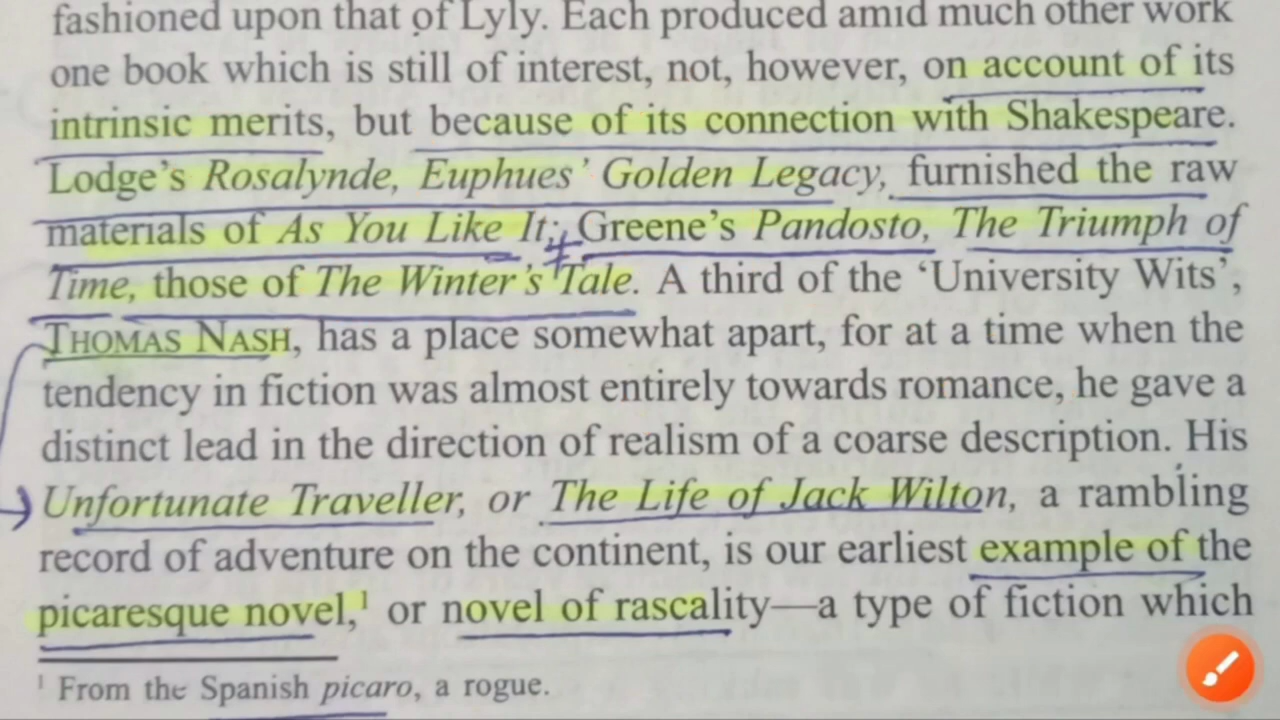 fashioned upon that of Lyly. Each produced amid much other work
one book which is still of interest, not, however, on account of its
intrinsic merits, but because of its connection with Shakespeare.
Lodge's Rosalynde, Euphues' Golden Legacy, furnished the raw
materials of As You Like It; Greene's Pandosto, The Triumph of
Time, those of The Winter's Tale. A third of the ‘University Wits’,
THOMAS NASH, has a place somewhat apart, for at a time when the
tendency in fiction was almost entirely towards romance, he gave a
distinct lead in the direction of realism of a coarse description. His
Unfortunate Traveller, or The Life of Jack Wilton, a rambling
record of adventure on the continent, is our earliest example of the
picaresque novel,¹ or novel of rascality—a type of fiction which
¹ From the Spanish picaro, a rogue.